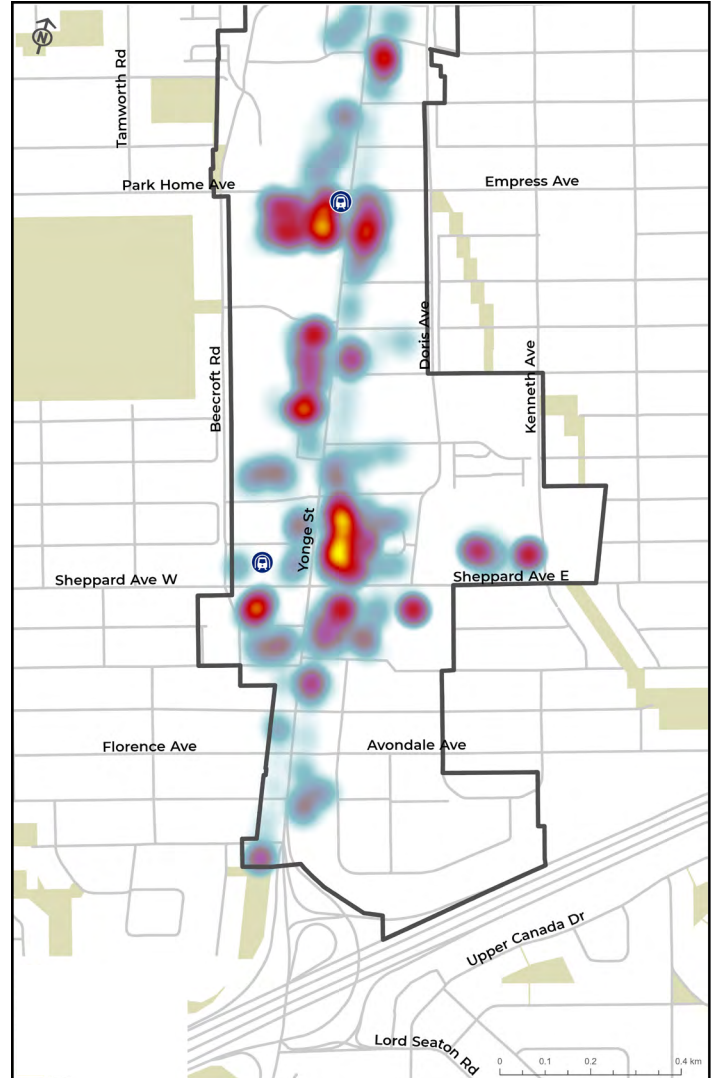 N
Tamworth Rd
Park Home Ave
Empress Ave
Doris Ave
Beecroft Rd
Kenneth Ave
Yonge St
Sheppard Ave W
Sheppard Ave E
Florence Ave
Avondale Ave
Upper Canada Dr
Lord Seaton Rd
0 0.1 0.2 0.4 km